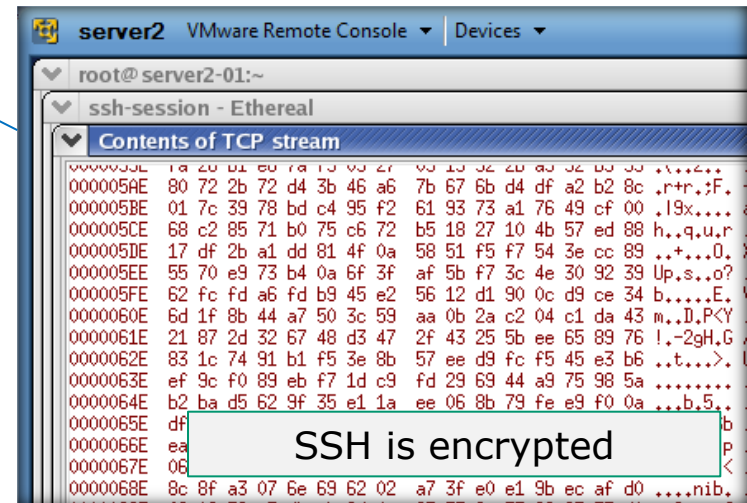 server2 VMware Remote Console Devices
root@server2-01:~
ssh-session - Ethereal
Contents of TCP stream
000005AE 80 72 2b 72 d4 3b 46 a6 7b 67 6b d4 df a2 b2 8c .r+r.;F.
000005BE 01 7c 39 78 bd c4 95 f2 61 93 73 a1 76 49 cf 00 .|9x....
000005CE 68 c2 85 71 b0 75 c6 72 b5 18 27 10 4b 57 ed 88 h..q.u.r
000005DE 17 df 2b a1 dd 81 4f 0a 58 51 f5 f7 54 3e cc 89 ..+...O.
000005EE 55 70 e9 73 b4 0a 6f 3f af 5b f7 3c 4e 30 92 39 Up.s..o?
000005FE 62 fc fd a6 fd b9 45 e2 56 12 d1 90 0c d9 ce 34 b.....E.
0000060E 6d 1f 8b 44 a7 50 3c 59 aa 0b 2a c2 04 c1 da 43 m..D.P<Y
0000061E 21 87 2d 32 67 48 d3 47 2f 43 25 5b ee 65 89 76 !.-2gH.G
0000062E 83 1c 74 91 b1 f5 3e 8b 57 ee d9 fc f5 45 e3 b6 ..t...>.
0000063E ef 9c f0 89 eb f7 1d c9 fd 29 69 44 a9 75 98 5a ........
0000064E b2 ba d5 62 9f 35 e1 1a ee 06 8b 79 fe e9 f0 0a ...b.5..
0000065E df
0000066E ea
SSH is encrypted
0000067E 06
0000068E 8c 8f a3 07 6e 69 62 02 a7 3f e0 e1 9b ec af d0 ....nib.